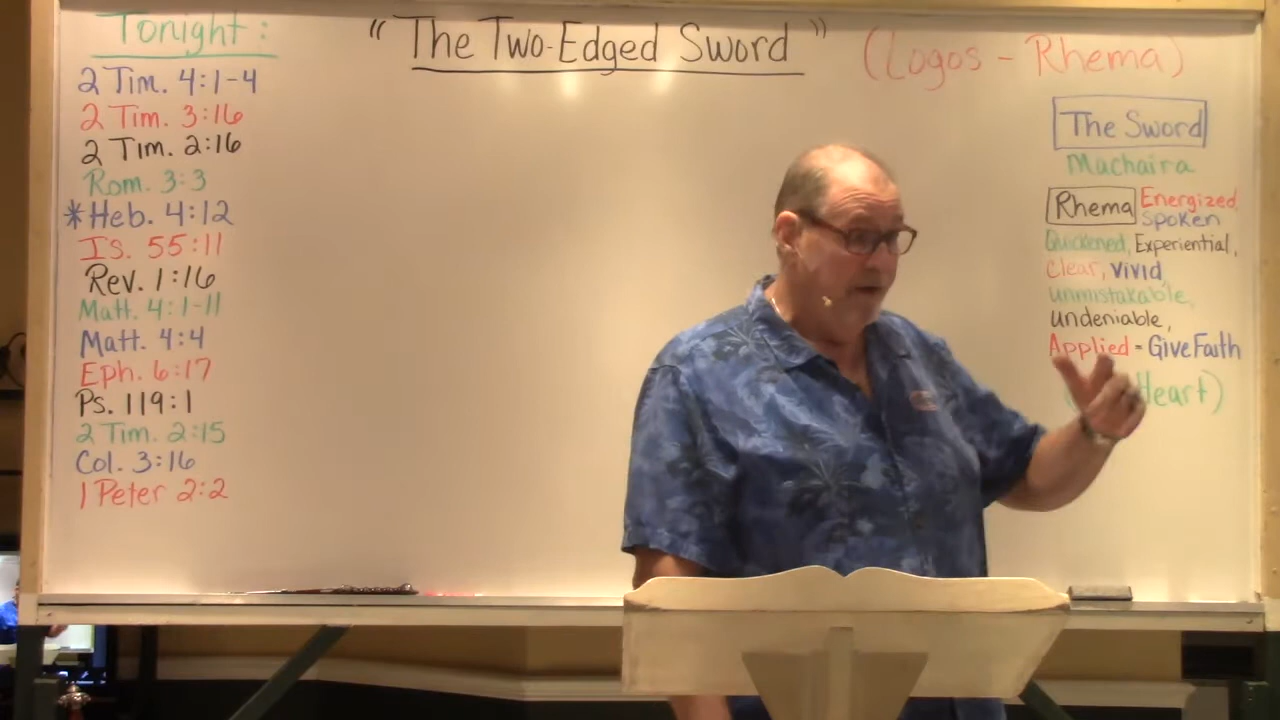 Tonight:
2 Tim. 4:1-4
2 Tim. 3:16
2 Tim. 2:16
Rom. 3:3
*Heb. 4:12
Is. 55:11
Rev. 1:16
Matt. 4:1-11
Matt. 4:4
Eph. 6:17
Ps. 119:1
2 Tim. 2:15
Col. 3:16
1 Peter 2:2
"The Two-Edged Sword"
(Logos - Rhema)
The Sword
Machaira
Rhema Energized,
Spoken
Quickened, Experiential,
Clear, vivid,
unmistakable,
undeniable,
Applied = Give Faith
Heart)